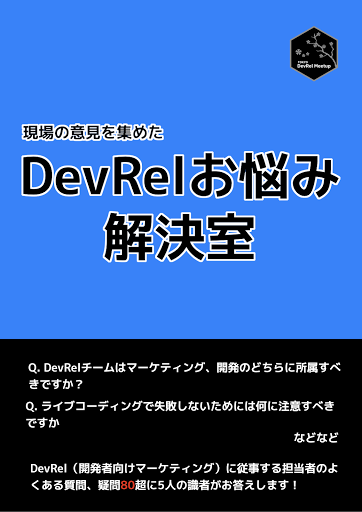 TOKYO
DevRel Meetup
現場の意見を集めた
DevRelお悩み
解決室
Q. DevRelチームはマーケティング、開発のどちらに所属すべ
きですか？
Q. ライブコーディングで失敗しないためには何に注意すべき
ですか
などなど
DevRel（開発者向けマーケティング）に従事する担当者のよ
くある質問、疑問80超に5人の識者がお答えします！